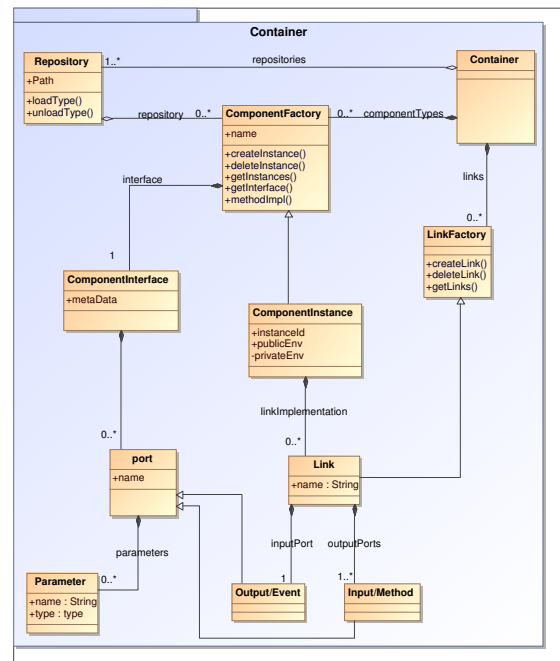 Container
Repository
+Path
+loadType()
+unloadType()
1..*
repositories
Container
repository
0..*
ComponentFactory
+name
+createInstance()
+deleteInstance()
+getInstances()
+getInterface()
+methodImpl()
0..*
componentTypes
interface
1
links
0..*
LinkFactory
+createLink()
+deleteLink()
+getLinks()
ComponentInterface
+metaData
ComponentInstance
+instanceId
+publicEnv
-privateEnv
linkImplementation
0..*
0..*
port
+name
Link
+name : String
parameters
0..*
inputPort
1
outputPorts
1..*
Parameter
+name : String
+type : type
Output/Event
Input/Method